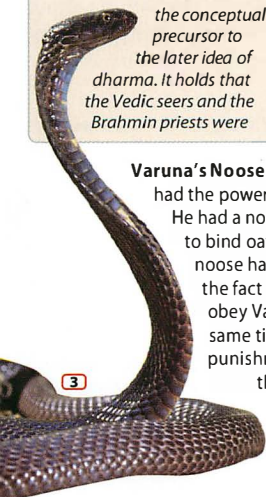 the conceptual
precursor to
the later idea of
dharma. It holds that
the Vedic seers and the
Brahmin priests were
Varuna's Noose
had the power
He had a no
to bind oa
noose ha
the fact
obey Va
same ti
punishr
th
3